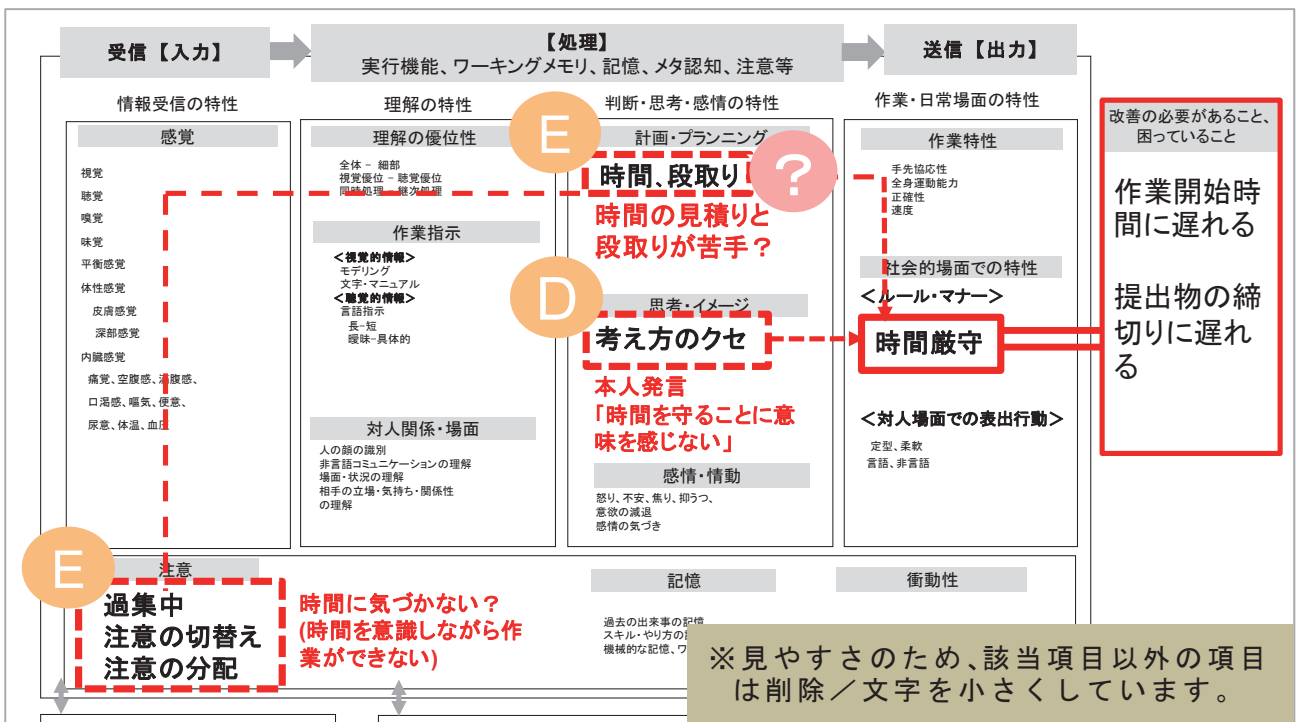 受信【入力】
【処理】
実行機能、ワーキングメモリ、記憶、メタ認知、注意等
送信【出力】
情報受信の特性
感覚
視覚
聴覚
嗅覚
味覚
平衡感覚
体性感覚
皮膚感覚
深部感覚
内臓感覚
痛覚、空腹感、満腹感、
口渇感、嘔気、便意、
尿意、体温、血圧
理解の特性
理解の優位性
全体 − 細部
視覚優位 − 聴覚優位
同時処理 − 継次処理
作業指示
<視覚的情報>
モデリング
文字・マニュアル
<聴覚的情報>
言語指示
長−短
曖昧−具体的
対人関係・場面
人の顔の識別
非言語コミュニケーションの理解
場面・状況の理解
相手の立場・気持ち・関係性
の理解
判断・思考・感情の特性
E
計画・プランニング
時間、段取り
?
時間の見積りと
段取りが苦手？
D
思考・イメージ
考え方のクセ
本人発言
「時間を守ることに意
味を感じない」
感情・情動
怒り、不安、焦り、抑うつ、
意欲の減退
感情の気づき
作業・日常場面の特性
作業特性
手先協応性
全身運動能力
正確性
速度
社会的場面での特性
<ルール・マナー>
時間厳守
<対人場面での表出行動>
定型、柔軟
言語、非言語
改善の必要があること、
困っていること
作業開始時
間に遅れる
提出物の締
切りに遅れ
る
E
注意
過集中
注意の切替え
注意の分配
時間に気づかない？
(時間を意識しながら作
業ができない)
記憶
過去の出来事の記憶
スキル・やり方の
機械的な記憶、
衝動性
※見やすさのため、該当項目以外の項目
は削除／文字を小さくしています。